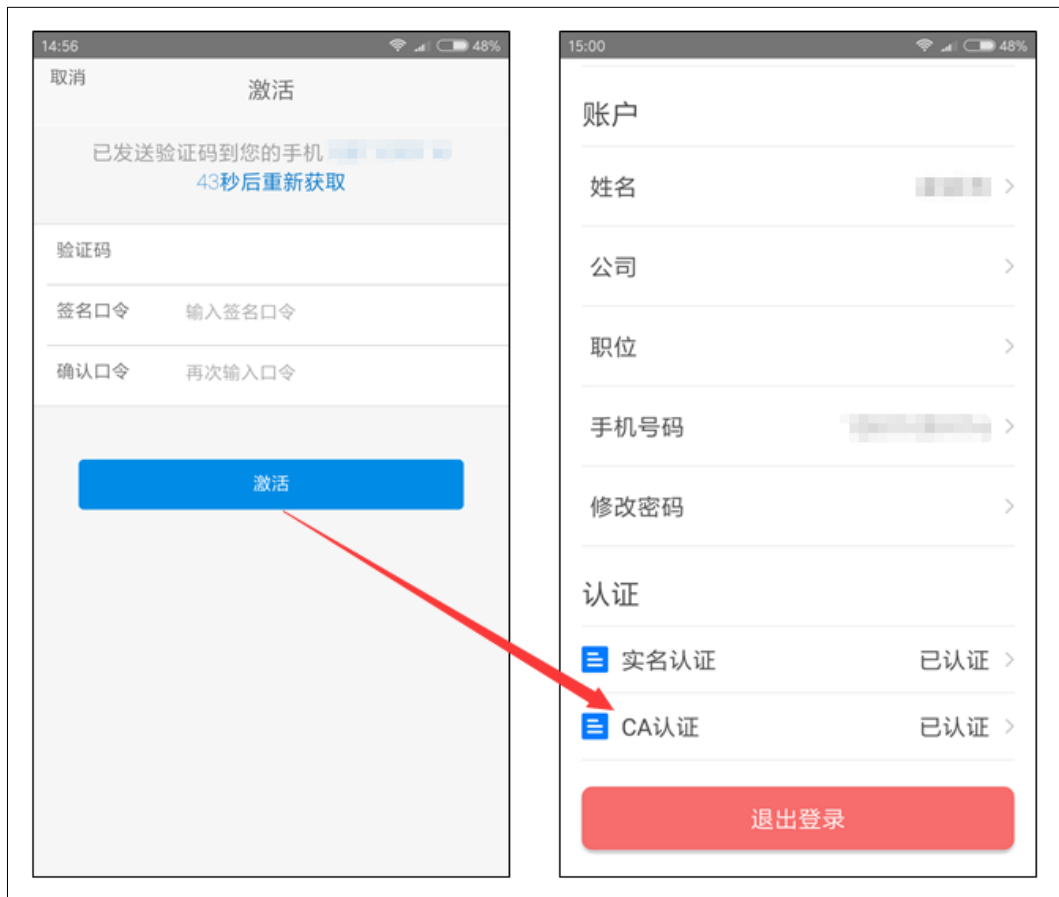 14:56
48%
取消
激活
已发送验证码到您的手机
43秒后重新获取
验证码
签名口令 输入签名口令
确认口令 再次输入口令
激活
15:00
48%
账户
姓名
公司
职位
手机号码
修改密码
认证
实名认证 已认证
CA认证 已认证
退出登录